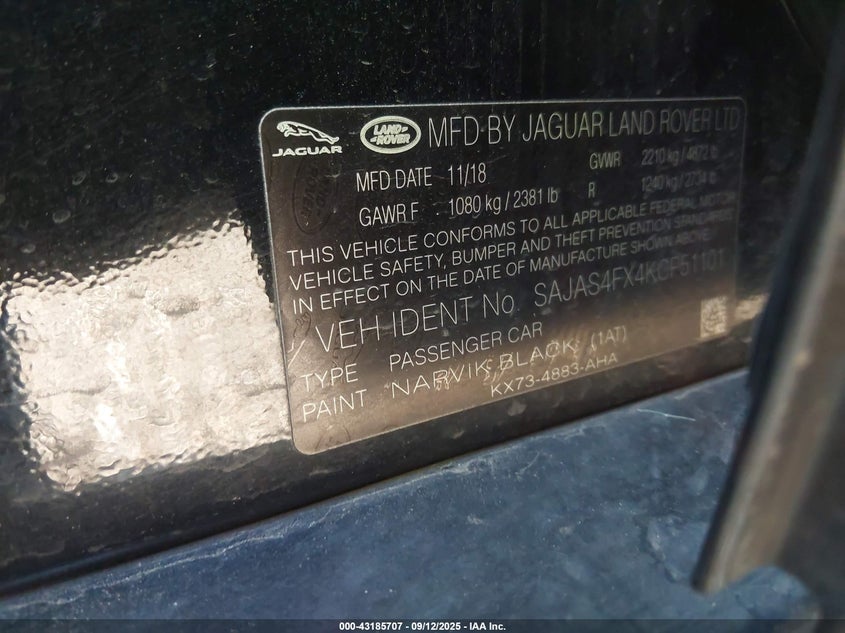 JAGUAR LAND ROVER MFD BY JAGUAR LAND ROVER LTD
MFD DATE 11/18 GVWR 2210 kg / 4872 lb
GAWR F 1080 kg / 2381 lb R 1240 kg / 2734 lb
THIS VEHICLE CONFORMS TO ALL APPLICABLE FEDERAL MOTOR
VEHICLE SAFETY, BUMPER AND THEFT PREVENTION STANDARDS
IN EFFECT ON THE DATE OF MANUFACTURE SHOWN ABOVE.
VEH IDENT No. SAJAS4FX4KCF51101
TYPE PASSENGER CAR
PAINT NARVIK BLACK (1AT)
KX73-4883-AHA
000-43185707 - 09/12/2025 - IAA Inc.